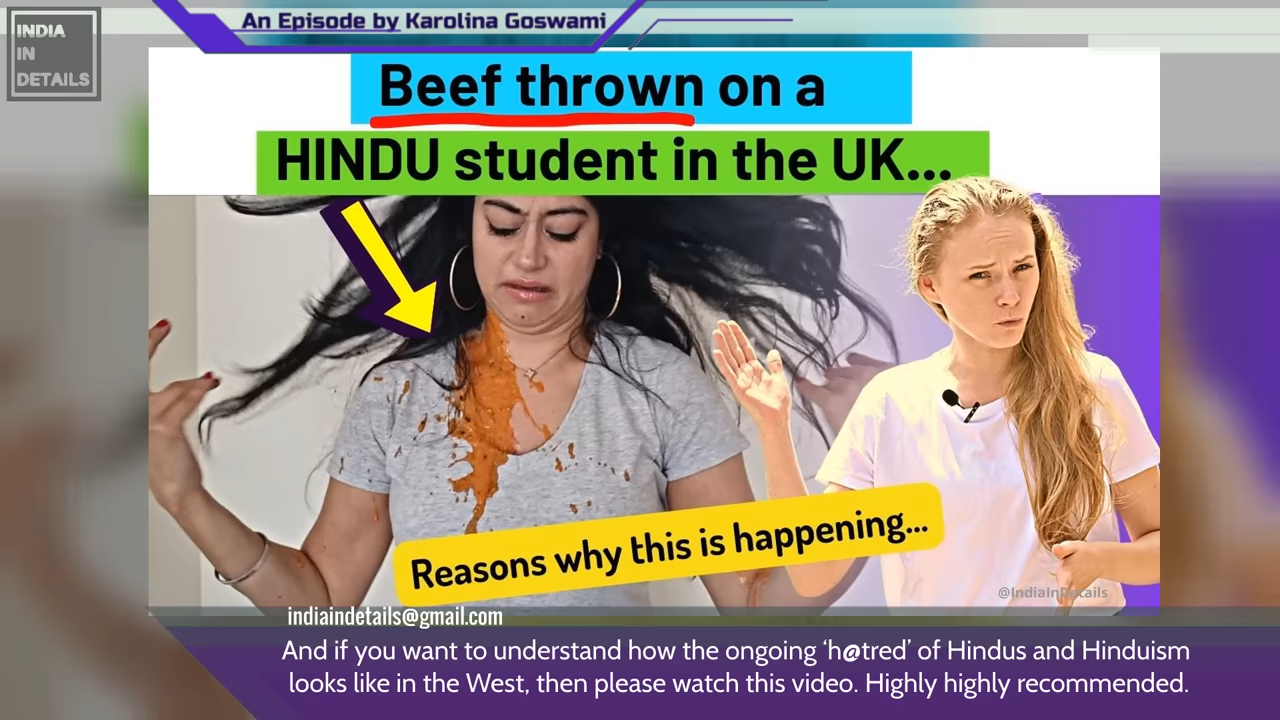 An Episode by Karolina Goswami
INDIA
IN
DETAILS
Beef thrown on a
HINDU student in the UK...
Reasons why this is happening...
@IndiaInDetails
indiaindetails@gmail.com
And if you want to understand how the ongoing ‘h@tred’ of Hindus and Hinduism
looks like in the West, then please watch this video. Highly highly recommended.